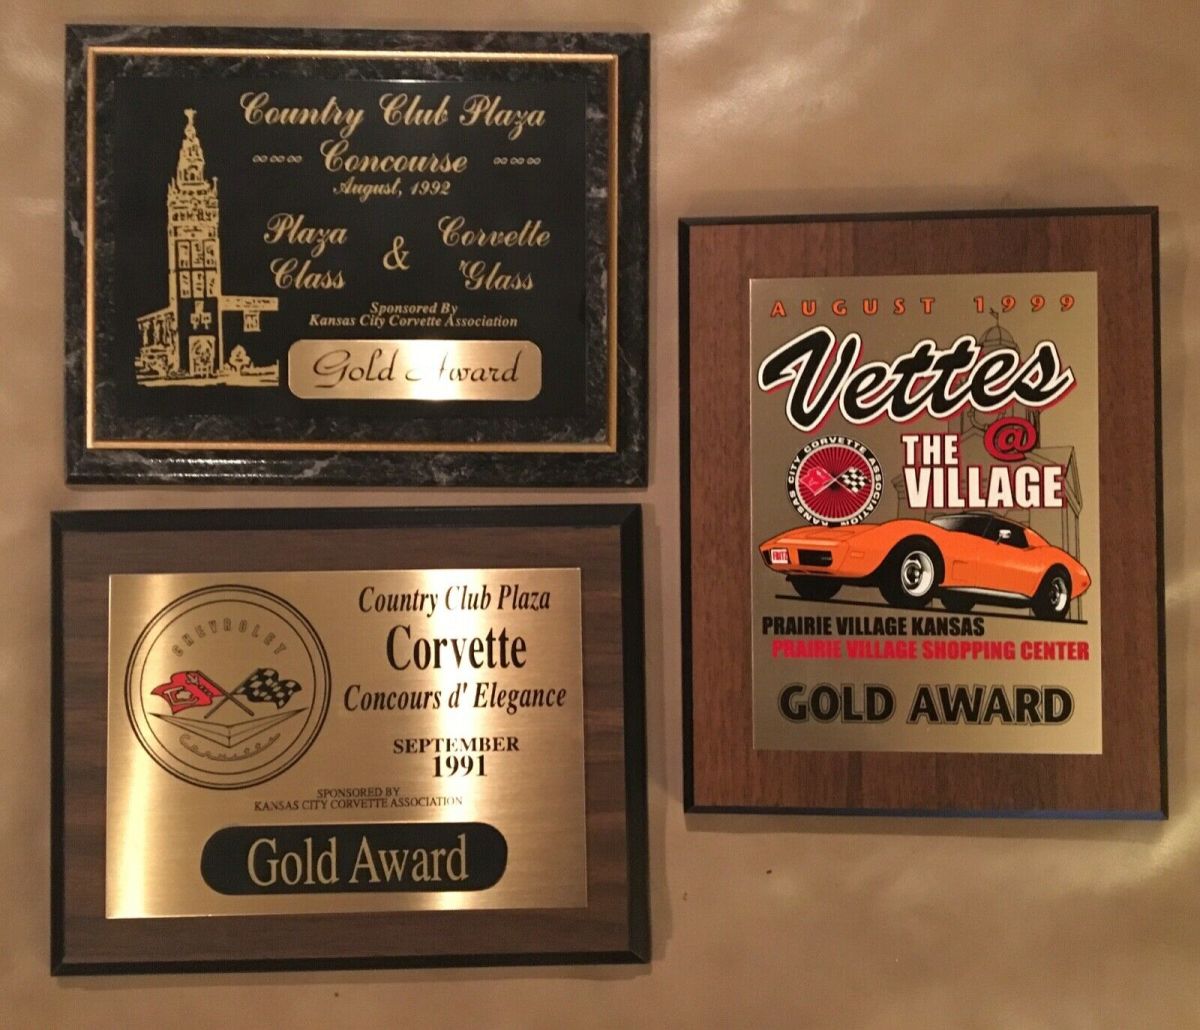 Country Club Plaza
Concourse
August, 1992
Plaza Class & Corvette Glass
Sponsored By
Kansas City Corvette Association
Gold Award
CHEVROLET
Corvette
Country Club Plaza
Corvette
Concours d' Elegance
SEPTEMBER
1991
SPONSORED BY
KANSAS CITY CORVETTE ASSOCIATION
Gold Award
AUGUST 1999
Vettes
@
THE
VILLAGE
KANSAS CITY CORVETTE ASSOCIATION
FRITZ
PRAIRIE VILLAGE KANSAS
PRAIRIE VILLAGE SHOPPING CENTER
GOLD AWARD